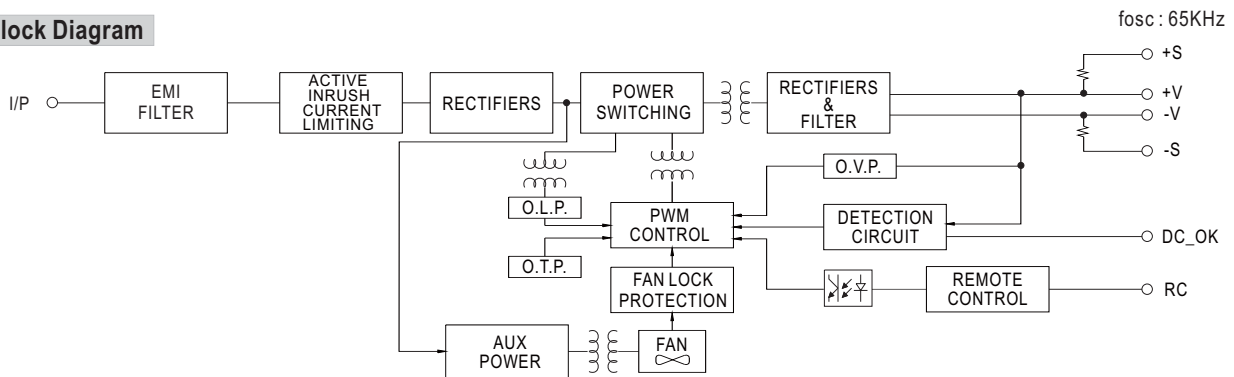 lock Diagram
fosc : 65KHz
I/P
EMI
FILTER
ACTIVE
INRUSH
CURRENT
LIMITING
RECTIFIERS
POWER
SWITCHING
RECTIFIERS
&
FILTER
+S
+V
-V
-S
O.L.P.
O.T.P.
PWM
CONTROL
O.V.P.
DETECTION
CIRCUIT
DC_OK
FAN LOCK
PROTECTION
REMOTE
CONTROL
RC
AUX
POWER
FAN